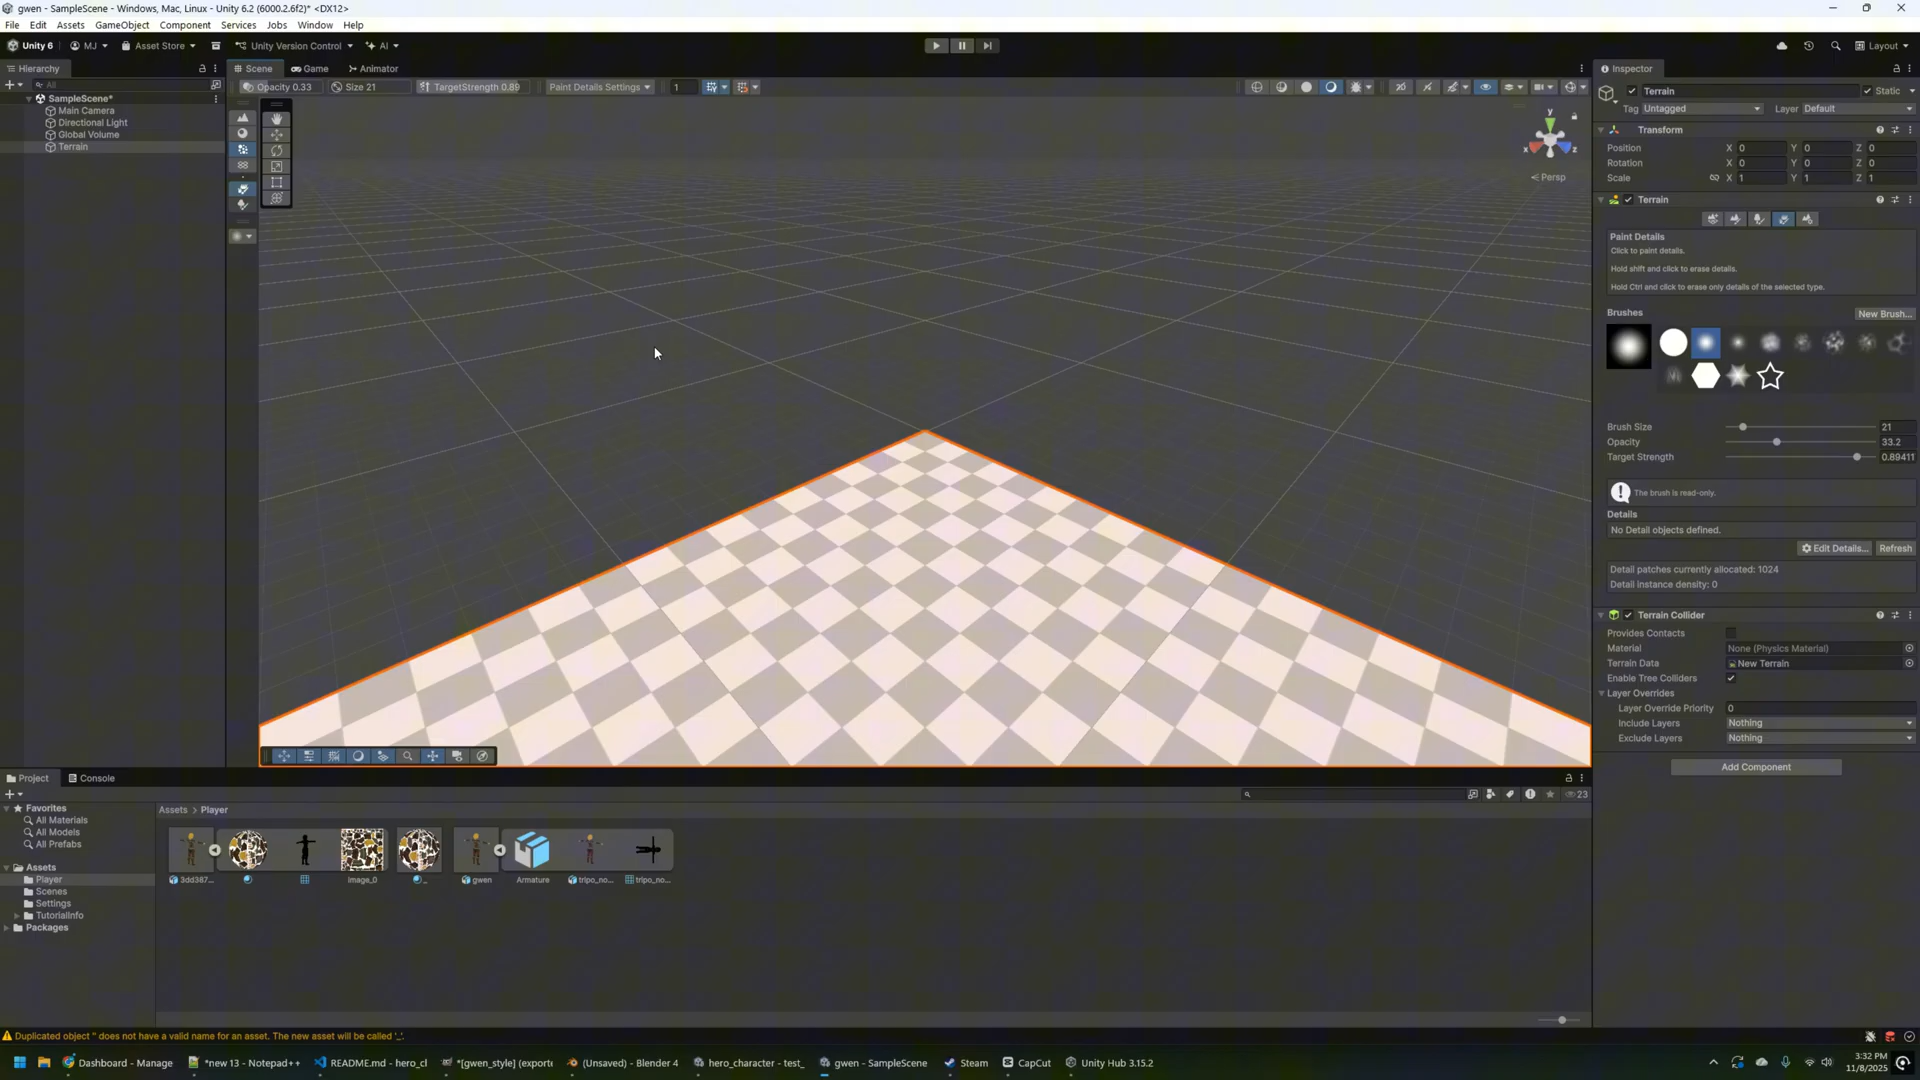 gwen - SampleScene - Windows, Mac, Linux - Unity 6.2 (6000.2.6f2)* <DX12>
File Edit Assets GameObject Component Services Jobs Window Help
Unity 6 MJ Asset Store Unity Version Control AI Layout
Hierarchy
All
SampleScene*
Main Camera
Directional Light
Global Volume
Terrain
Scene Game Animator
Opacity 0.33 Size 21 TargetStrength 0.89 Paint Details Settings 1
y
x z
Persp
Inspector
Terrain Static
Tag Untagged Layer Default
Transform
Position X 0 Y 0 Z 0
Rotation X 0 Y 0 Z 0
Scale X 1 Y 1 Z 1
Terrain
Paint Details
Click to paint details.
Hold shift and click to erase details.
Hold Ctrl and click to erase only details of the selected type.
Brushes New Brush...
Brush Size 21
Opacity 33.2
Target Strength 0.89411
The brush is read-only.
Details
No Detail objects defined.
Edit Details... Refresh
Detail patches currently allocated: 1024
Detail instance density: 0
Terrain Collider
Provides Contacts
Material None (Physics Material)
Terrain Data New Terrain
Enable Tree Colliders
Layer Overrides
Layer Override Priority 0
Include Layers Nothing
Exclude Layers Nothing
Add Component
Project Console
23
Favorites
All Materials
All Models
All Prefabs
Assets
Player
Scenes
Settings
TutorialInfo
Packages
Assets > Player
3dd387... image_0 _ gwen Armature tripo_no... tripo_no...
Duplicated object '' does not have a valid name for an asset. The new asset will be called '_'.
Dashboard - Manage *new 13 - Notepad++ README.md - hero_cl *[gwen_style] (exporte (Unsaved) - Blender 4 hero_character - test_ gwen - SampleScene Steam CapCut Unity Hub 3.15.2
3:32 PM
11/8/2025